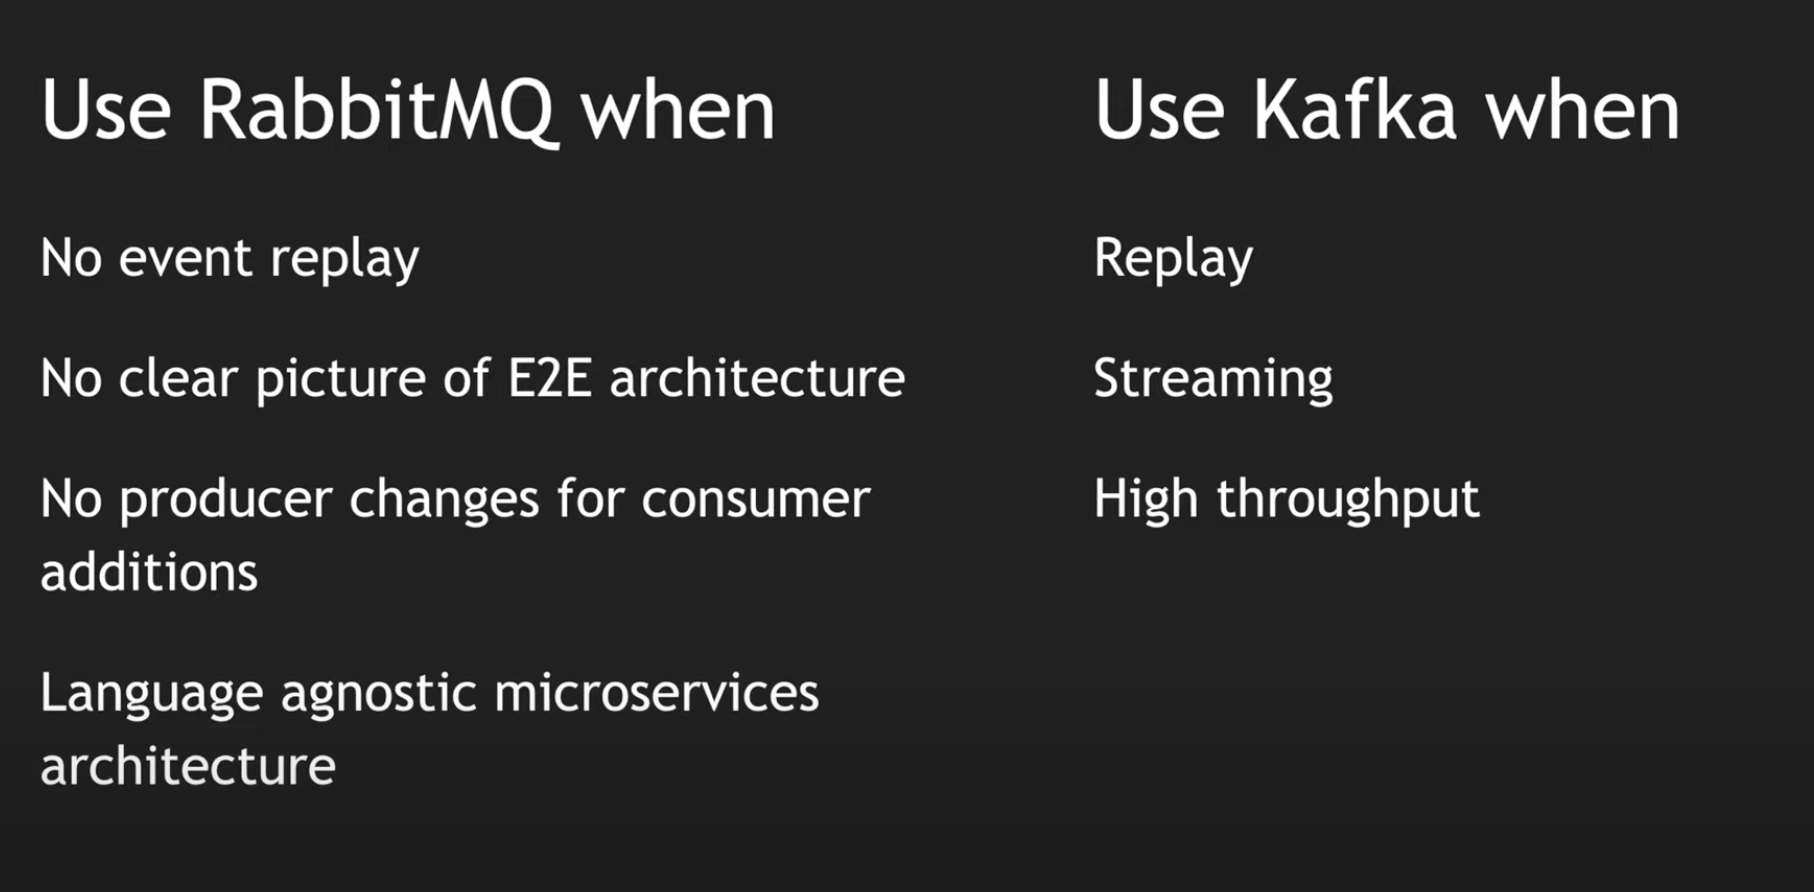 Use RabbitMQ when
No event replay
No clear picture of E2E architecture
No producer changes for consumer
additions
Language agnostic microservices
architecture
Use Kafka when
Replay
Streaming
High throughput